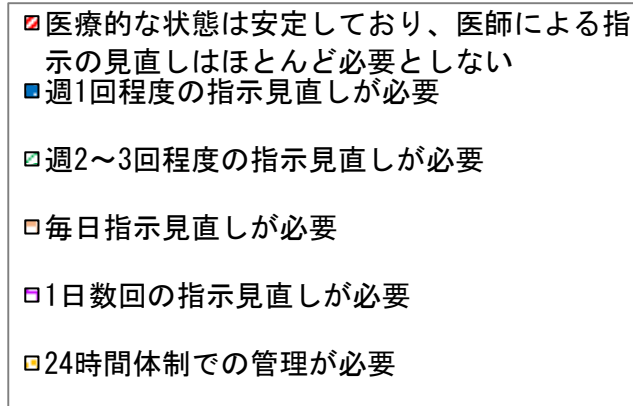 医療的な状態は安定しており、医師による指
示の見直しはほとんど必要としない
週1回程度の指示見直しが必要
週2～3回程度の指示見直しが必要
毎日指示見直しが必要
1日数回の指示見直しが必要
24時間体制での管理が必要